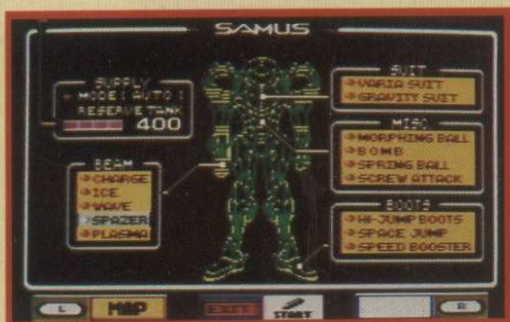 SAMUS
SUPPLY
MODE [AUTO]
RESERVE TANK
400
BEAM
CHARGE
ICE
WAVE
SPAZER
PLASMA
SUIT
VARIA SUIT
GRAVITY SUIT
MISC
MORPHING BALL
BOMB
SPRING BALL
SCREW ATTACK
BOOTS
HI-JUMP BOOTS
SPACE JUMP
SPEED BOOSTER
L MAP EXIT START R